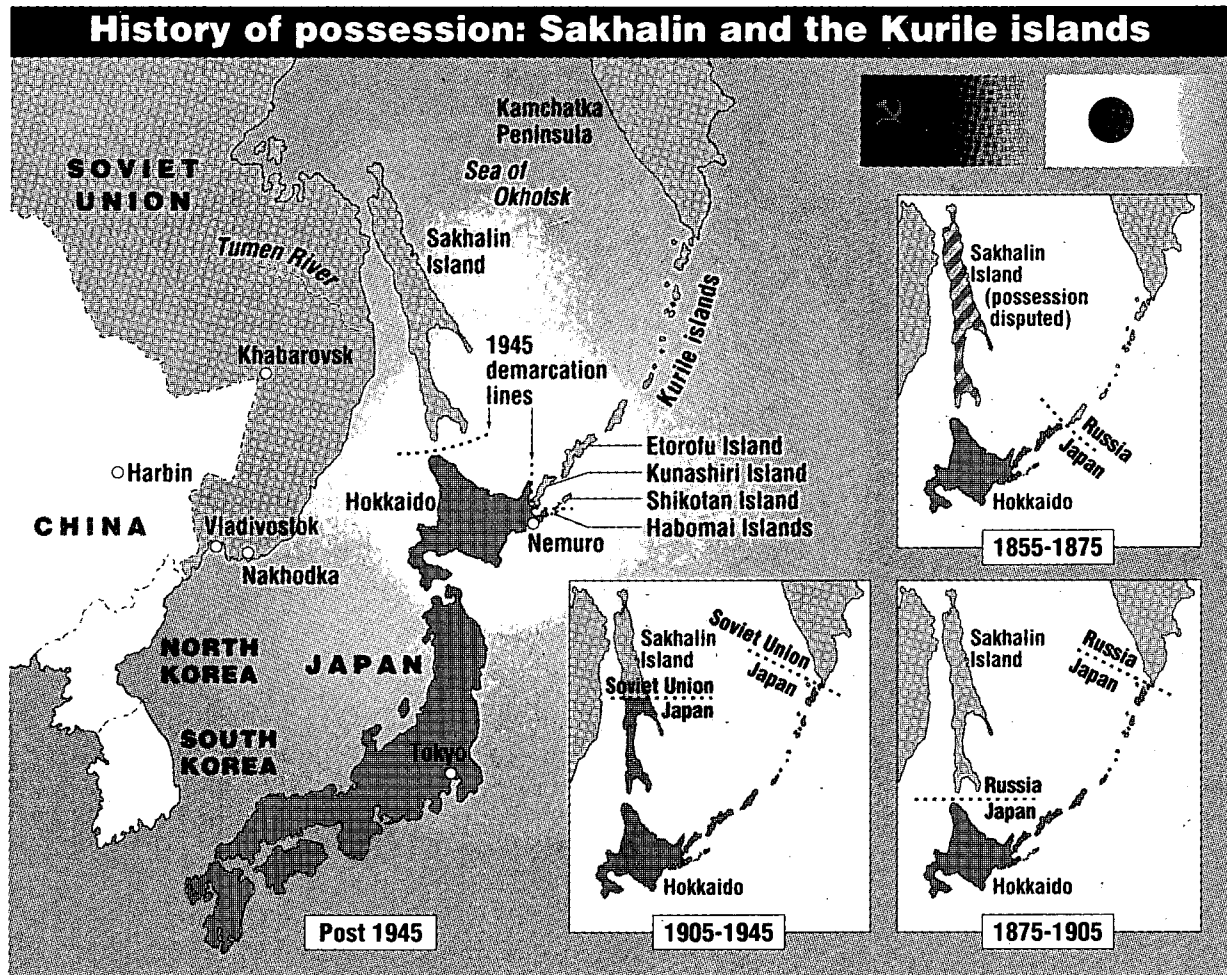 History of possession: Sakhalin and the Kurile islands
Kamchatka
Peninsula
SOVIET
UNION
Sea of
Okhotsk
Tumen River
Sakhalin
Island
Kurile islands
Khabarovsk
1945
demarcation
lines
Harbin
Etorofu Island
Kunashiri Island
Shikotan Island
Habomai Islands
Hokkaido
CHINA
Vladivostok
Nemuro
Nakhodka
NORTH
KOREA
JAPAN
SOUTH
KOREA
Tokyo
Post 1945
Sakhalin
Island
(possession
disputed)
Russia
Japan
Hokkaido
1855-1875
Sakhalin
Island
Soviet Union
Japan
Soviet Union
Japan
Hokkaido
1905-1945
Sakhalin
Island
Russia
Japan
Russia
Japan
Hokkaido
1875-1905